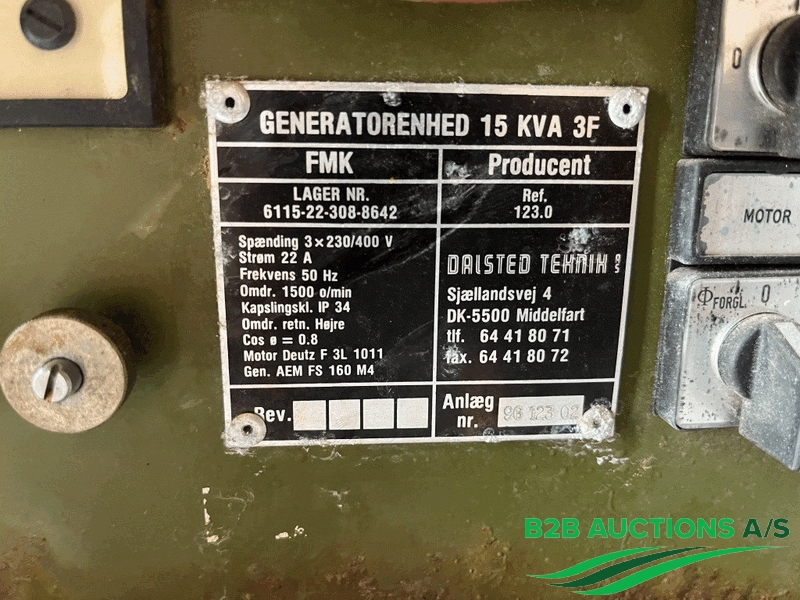 GENERATORENHED 15 KVA 3F
FMK
Producent
LAGER NR.
6115-22-308-8642
Ref.
123.0
Spænding 3×230/400 V
Strøm 22 A
Frekvens 50 Hz
Omdr. 1500 o/min
Kapslingskl. IP 34
Omdr. retn. Højre
Cos ø = 0.8
Motor Deutz F 3L 1011
Gen. AEM FS 160 M4
DALSTED TEKNIK
Sjællandsvej 4
DK-5500 Middelfart
tlf. 64 41 80 71
fax. 64 41 80 72
Rev.
Anlæg
nr.
123 02
0
MOTOR
FORGL. 0
B2B AUCTIONS A/S